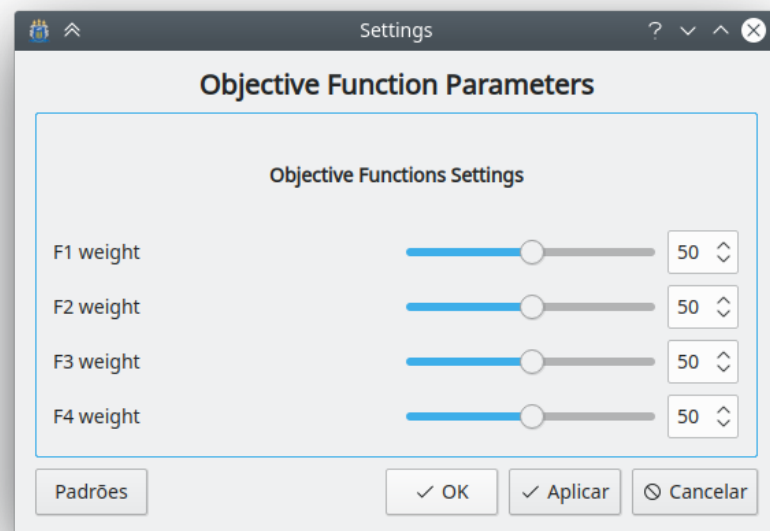 Settings
Objective Function Parameters
Objective Functions Settings
F1 weight 50
F2 weight 50
F3 weight 50
F4 weight 50
Padrões OK Aplicar Cancelar